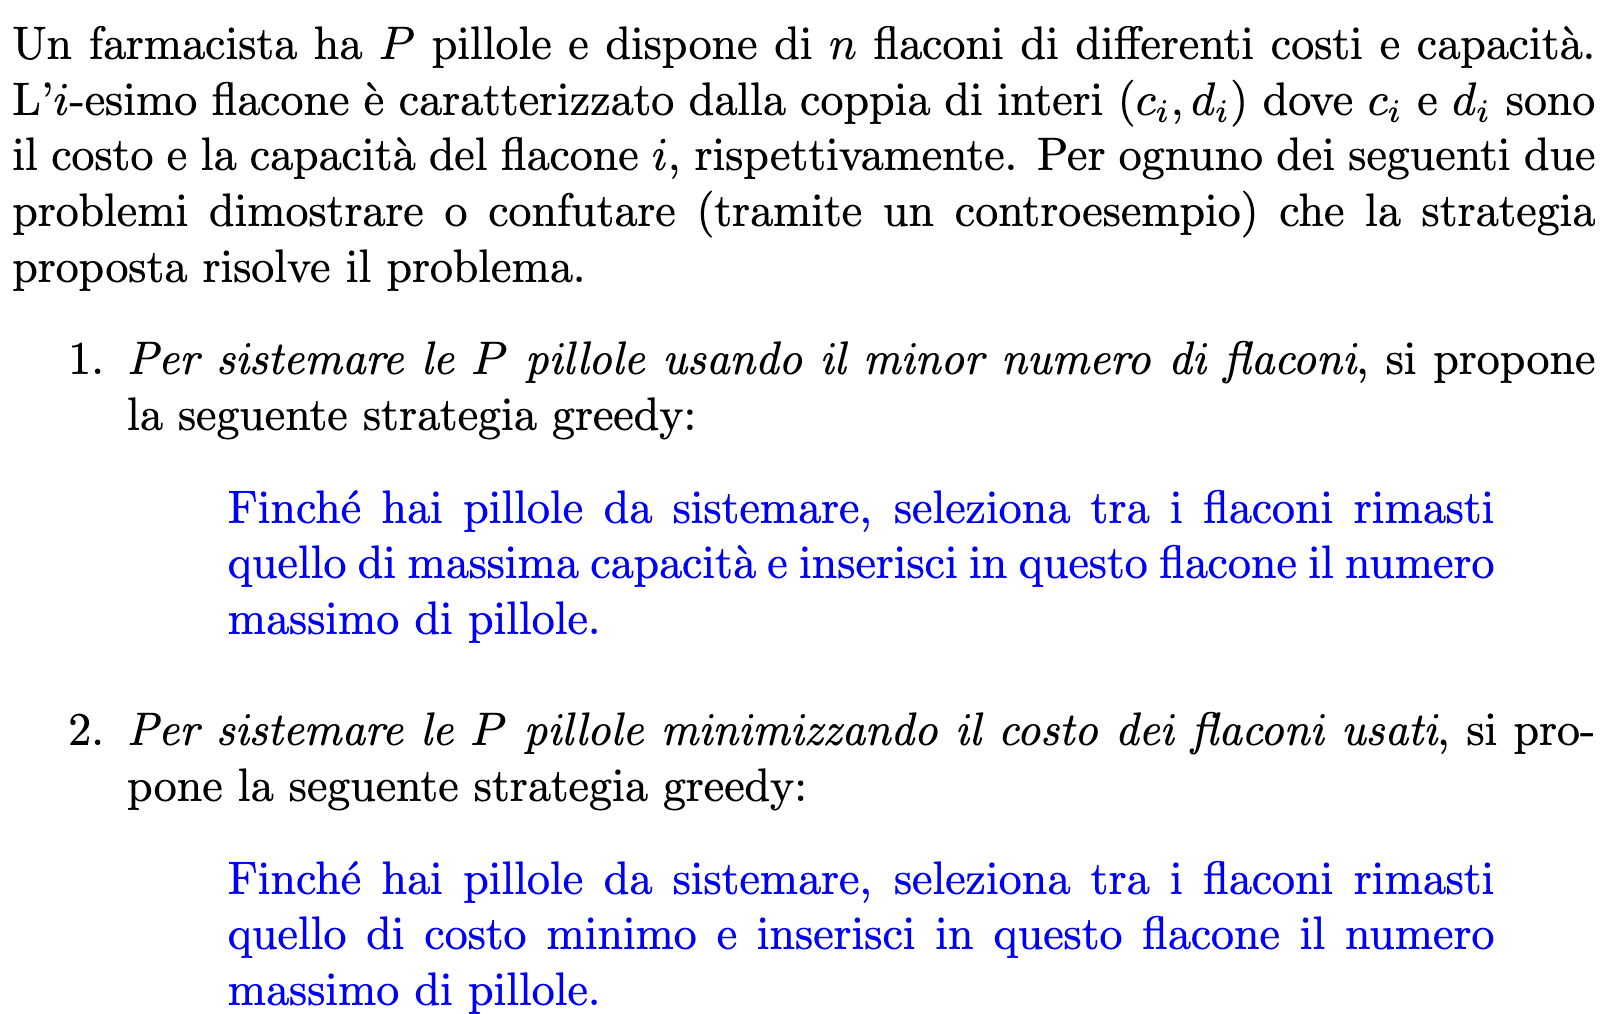 Un farmacista ha P pillole e dispone di n flaconi di differenti costi e capacità.
L'i-esimo flacone è caratterizzato dalla coppia di interi (c_i, d_i) dove c_i e d_i sono
il costo e la capacità del flacone i, rispettivamente. Per ognuno dei seguenti due
problemi dimostrare o confutare (tramite un controesempio) che la strategia
proposta risolve il problema.
1. Per sistemare le P pillole usando il minor numero di flaconi, si propone
la seguente strategia greedy:
Finché hai pillole da sistemare, seleziona tra i flaconi rimasti
quello di massima capacità e inserisci in questo flacone il numero
massimo di pillole.
2. Per sistemare le P pillole minimizzando il costo dei flaconi usati, si pro-
pone la seguente strategia greedy:
Finché hai pillole da sistemare, seleziona tra i flaconi rimasti
quello di costo minimo e inserisci in questo flacone il numero
massimo di pillole.